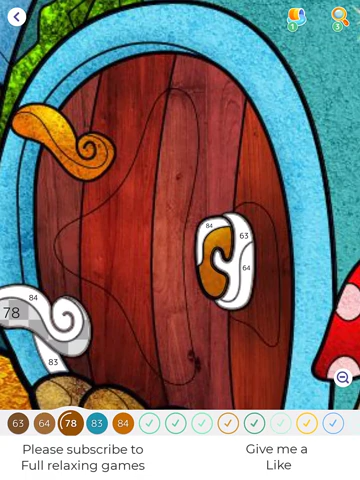 1
3
84
63
64
84
78
83
63 64 78 83 84
Please subscribe to
Full relaxing games
Give me a
Like